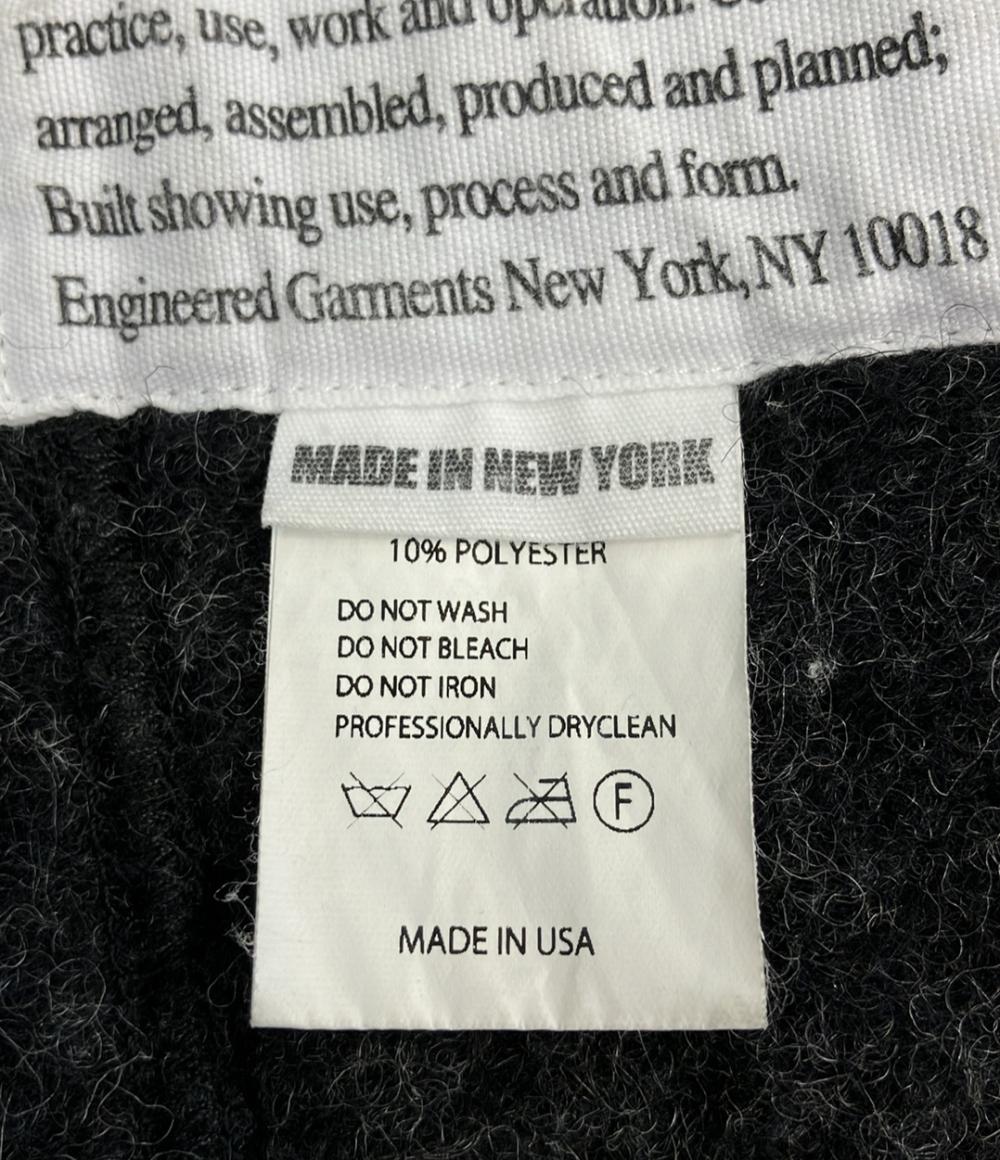 practice, use, work and operation.
arranged, assembled, produced and planned;
Built showing use, process and form.
Engineered Garments New York, NY 10018
MADE IN NEW YORK
10% POLYESTER
DO NOT WASH
DO NOT BLEACH
DO NOT IRON
PROFESSIONALLY DRYCLEAN
F
MADE IN USA